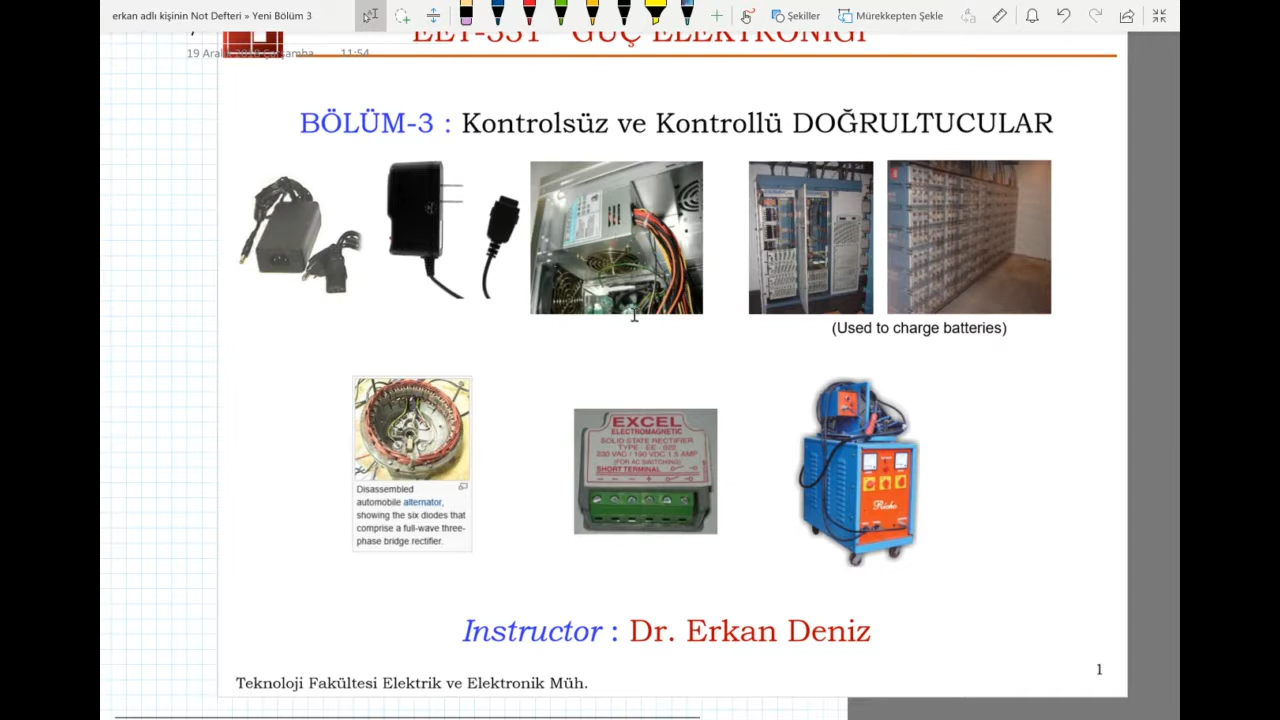 erkan adlı kişinin Not Defteri » Yeni Bölüm 3
Şekiller
Mürekkepten Şekle
EET-331 GÜÇ ELEKTRONİĞİ
19 Aralık 2018 Çarşamba 11:54
BÖLÜM-3 : Kontrolsüz ve Kontrollü DOĞRULTUCULAR
(Used to charge batteries)
Disassembled
automobile alternator,
showing the six diodes that
comprise a full-wave three-
phase bridge rectifier.
EXCEL
ELECTROMAGNETIC
SOLID STATE RECTIFIER
TYPE - EE - 022
230 VAC / 190 VDC 1.5 AMP
(FOR AC SWITCHING)
SHORT TERMINAL
Instructor : Dr. Erkan Deniz
1
Teknoloji Fakültesi Elektrik ve Elektronik Müh.